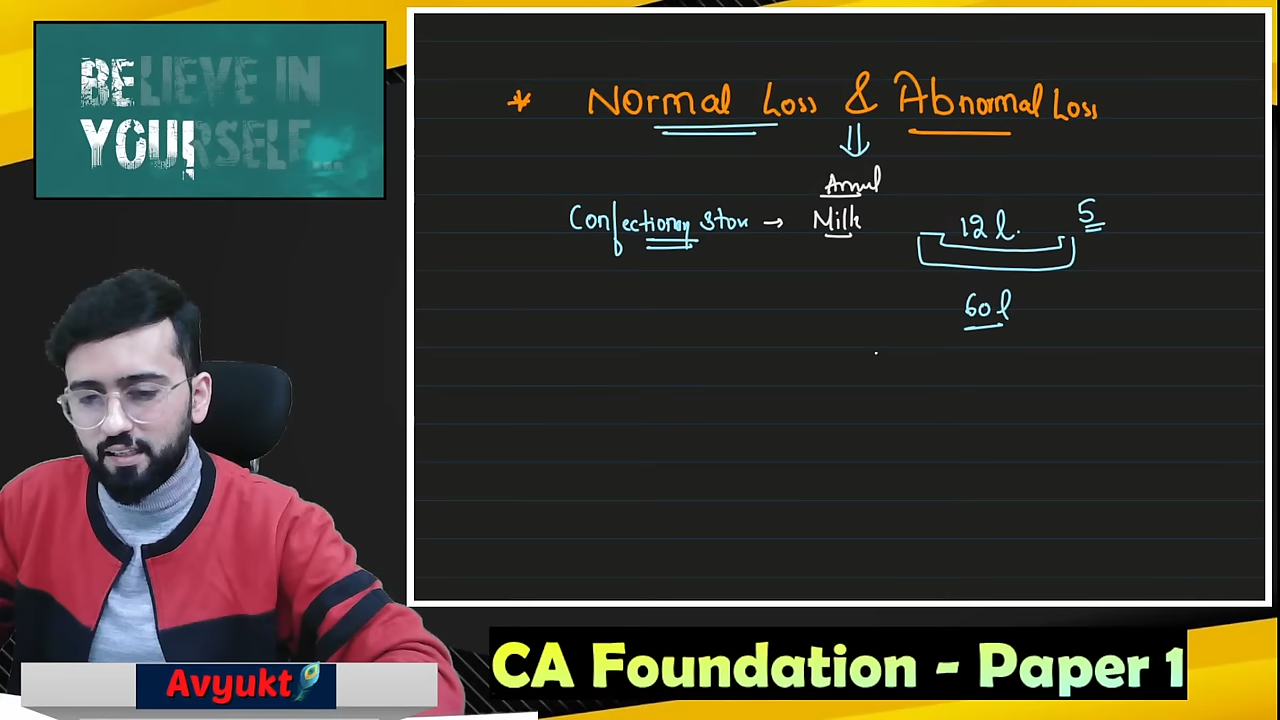 BELIEVE IN
YOURSELF...
* Normal Loss & Abnormal Loss
Amul
Confectionary Store → Milk
12 l.
5
60 l
CA Foundation - Paper 1
Avyukt